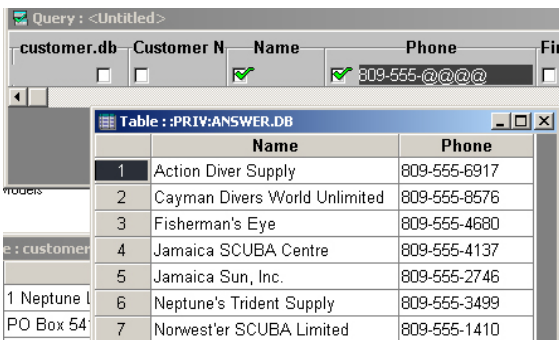 Query : <Untitled>
customer.db Customer N Name Phone Fir
809-555-@@@@
Table : :PRIV:ANSWER.DB
Name Phone
1 Action Diver Supply 809-555-6917
2 Cayman Divers World Unlimited 809-555-8576
3 Fisherman's Eye 809-555-4680
4 Jamaica SCUBA Centre 809-555-4137
5 Jamaica Sun, Inc. 809-555-2746
6 Neptune's Trident Supply 809-555-3499
7 Norwest'er SCUBA Limited 809-555-1410
e : customer
1 Neptune L
PO Box 541